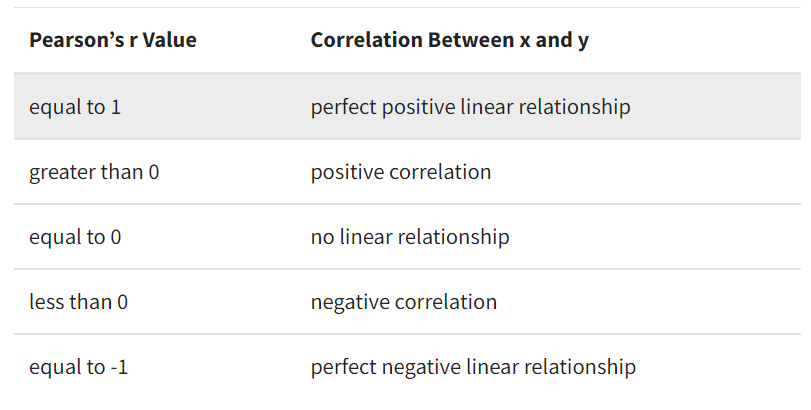 Pearson’s r Value Correlation Between x and y
equal to 1 perfect positive linear relationship
greater than 0 positive correlation
equal to 0 no linear relationship
less than 0 negative correlation
equal to -1 perfect negative linear relationship